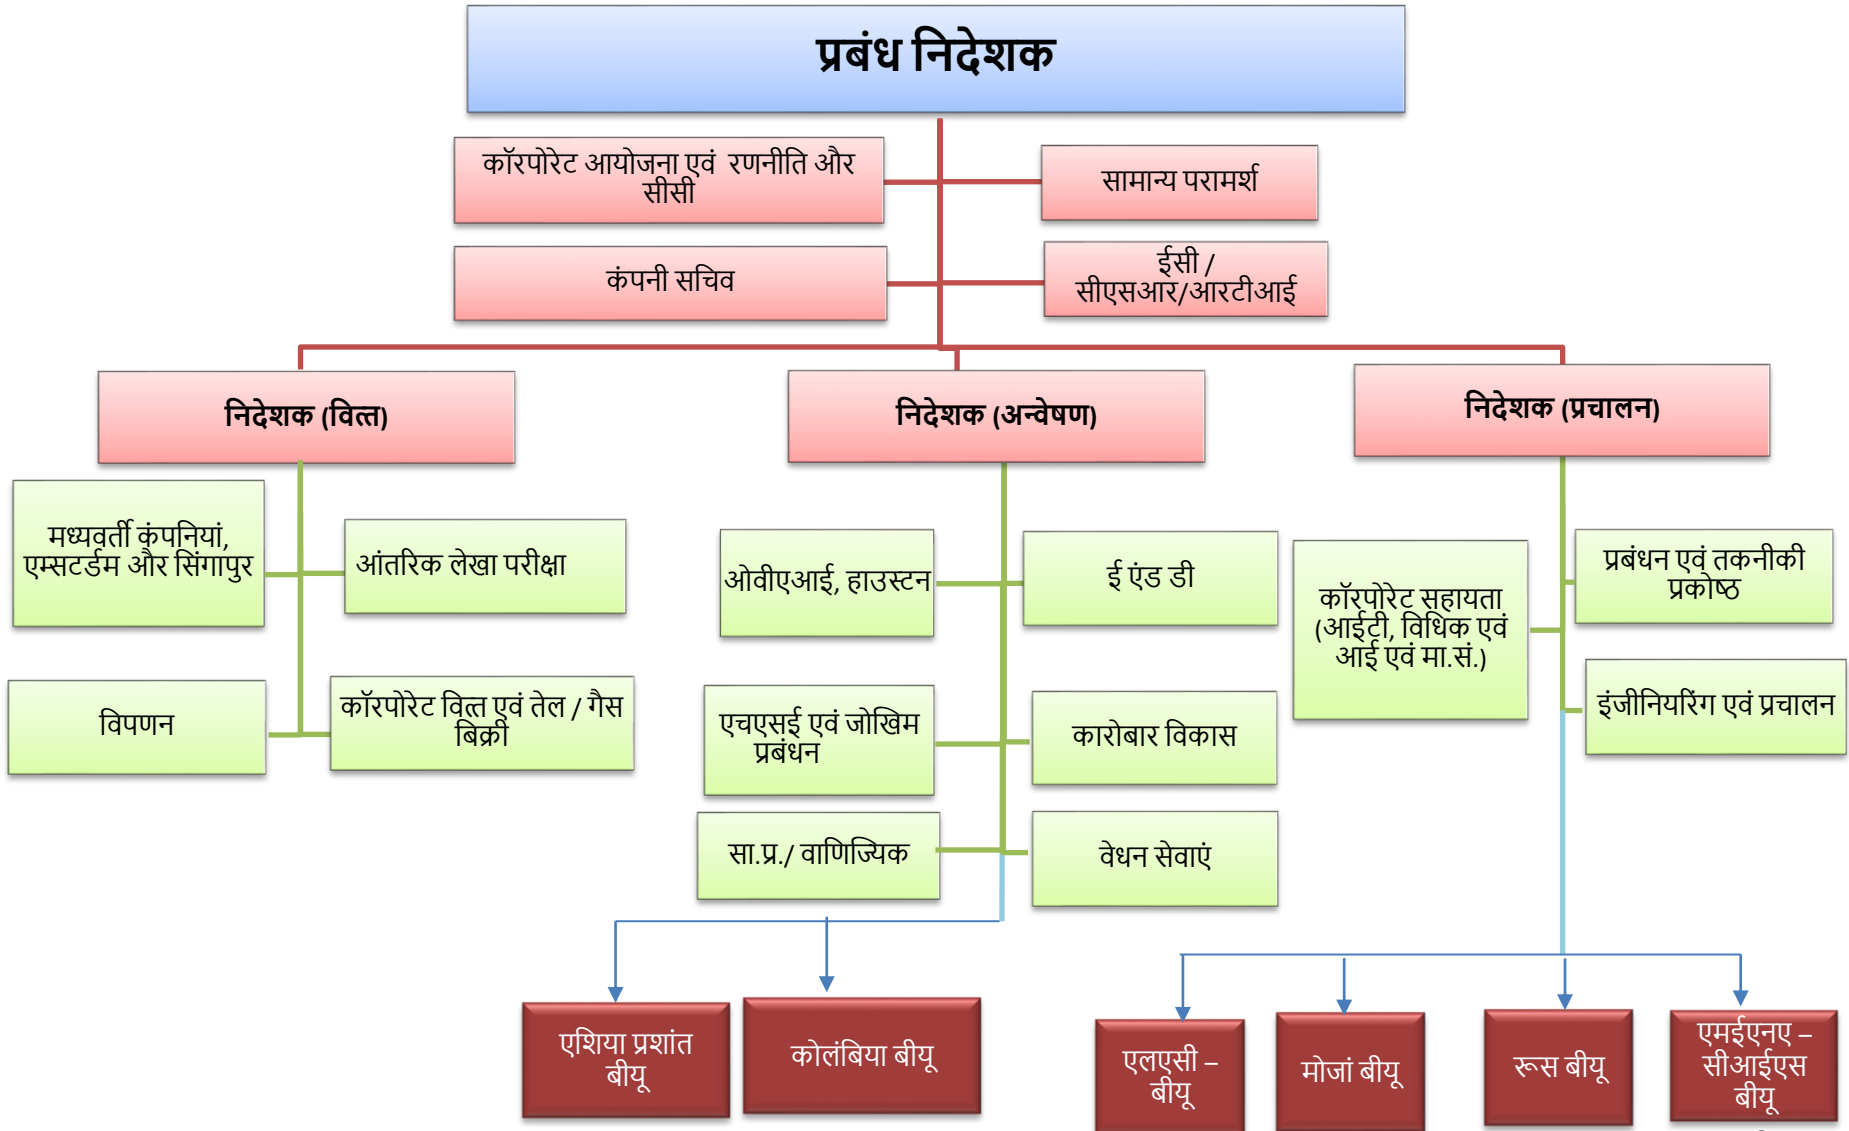 प्रबंध निदेशक
कॉरपोरेट आयोजना एवं रणनीति और
सीसी
सामान्य परामर्श
कंपनी सचिव
ईसी /
सीएसआर/आरटीआई
निदेशक (वित्त)
निदेशक (अन्वेषण)
निदेशक (प्रचालन)
मध्यवर्ती कंपनियां,
एम्सटर्डम और सिंगापुर
आंतरिक लेखा परीक्षा
विपणन
कॉरपोरेट वित्त एवं तेल / गैस
बिक्री
ओवीएआई, हाउस्टन
ई एंड डी
एचएसई एवं जोखिम
प्रबंधन
कारोबार विकास
सा.प्र./ वाणिज्यिक
वेधन सेवाएं
कॉरपोरेट सहायता
(आईटी, विधिक एवं
आई एवं मा.सं.)
प्रबंधन एवं तकनीकी
प्रकोष्ठ
इंजीनियरिंग एवं प्रचालन
एशिया प्रशांत
बीयू
कोलंबिया बीयू
एलएसी –
बीयू
मोजां बीयू
रूस बीयू
एमईएनए –
सीआईएस
बीयू